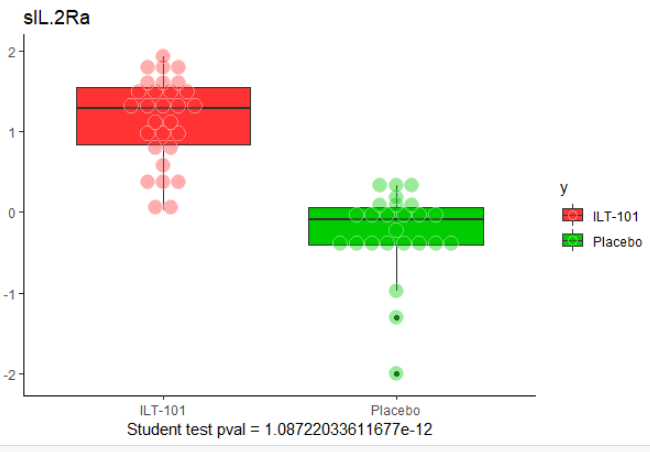 sIL.2Ra
2
1
0
-1
-2
ILT-101
Placebo
Student test pval = 1.08722033611677e-12
y
ILT-101
Placebo